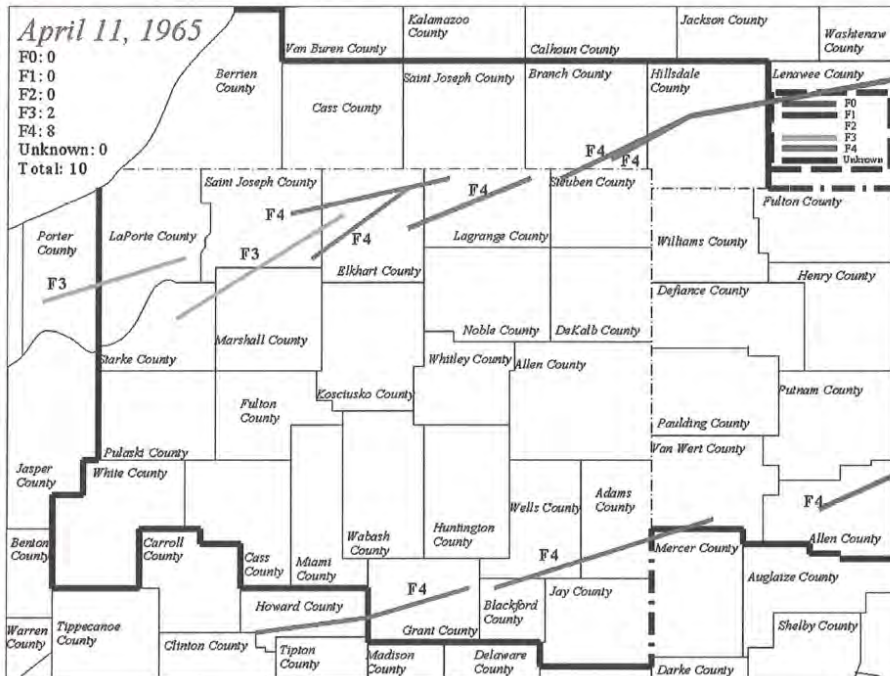 April 11, 1965
F0: 0
F1: 0
F2: 0
F3: 2
F4: 8
Unknown: 0
Total: 10
Berrien
County
Van Buren County
Kalamazoo
County
Calhoun County
Jackson County
Washtenaw
County
Cass County
Saint Joseph County
Branch County
Hillsdale
County
Lenawee County
F0
F1
F2
F3
F4
Unknown
F4
F4
Saint Joseph County
F4
F4
Steuben County
Fulton County
Porter
County
LaPorte County
F3
F4
Lagrange County
Williams County
F3
Elkhart County
Henry County
Defiance County
Starke County
Marshall County
Noble County
DeKalb County
Whitley County
Allen County
Fulton
County
Kosciusko County
Putnam County
Paulding County
Pulaski County
Van Wert County
Jasper
County
White County
Wells County
Adams
County
F4
Benton
County
Carroll
County
Cass
County
Miami
County
Wabash
County
Huntington
County
F4
Mercer County
Allen County
F4
Auglaize County
Howard County
Blackford
County
Jay County
Warren
County
Tippecanoe
County
Clinton County
Tipton
County
Grant County
Madison
County
Delaware
County
Shelby County
Darke County